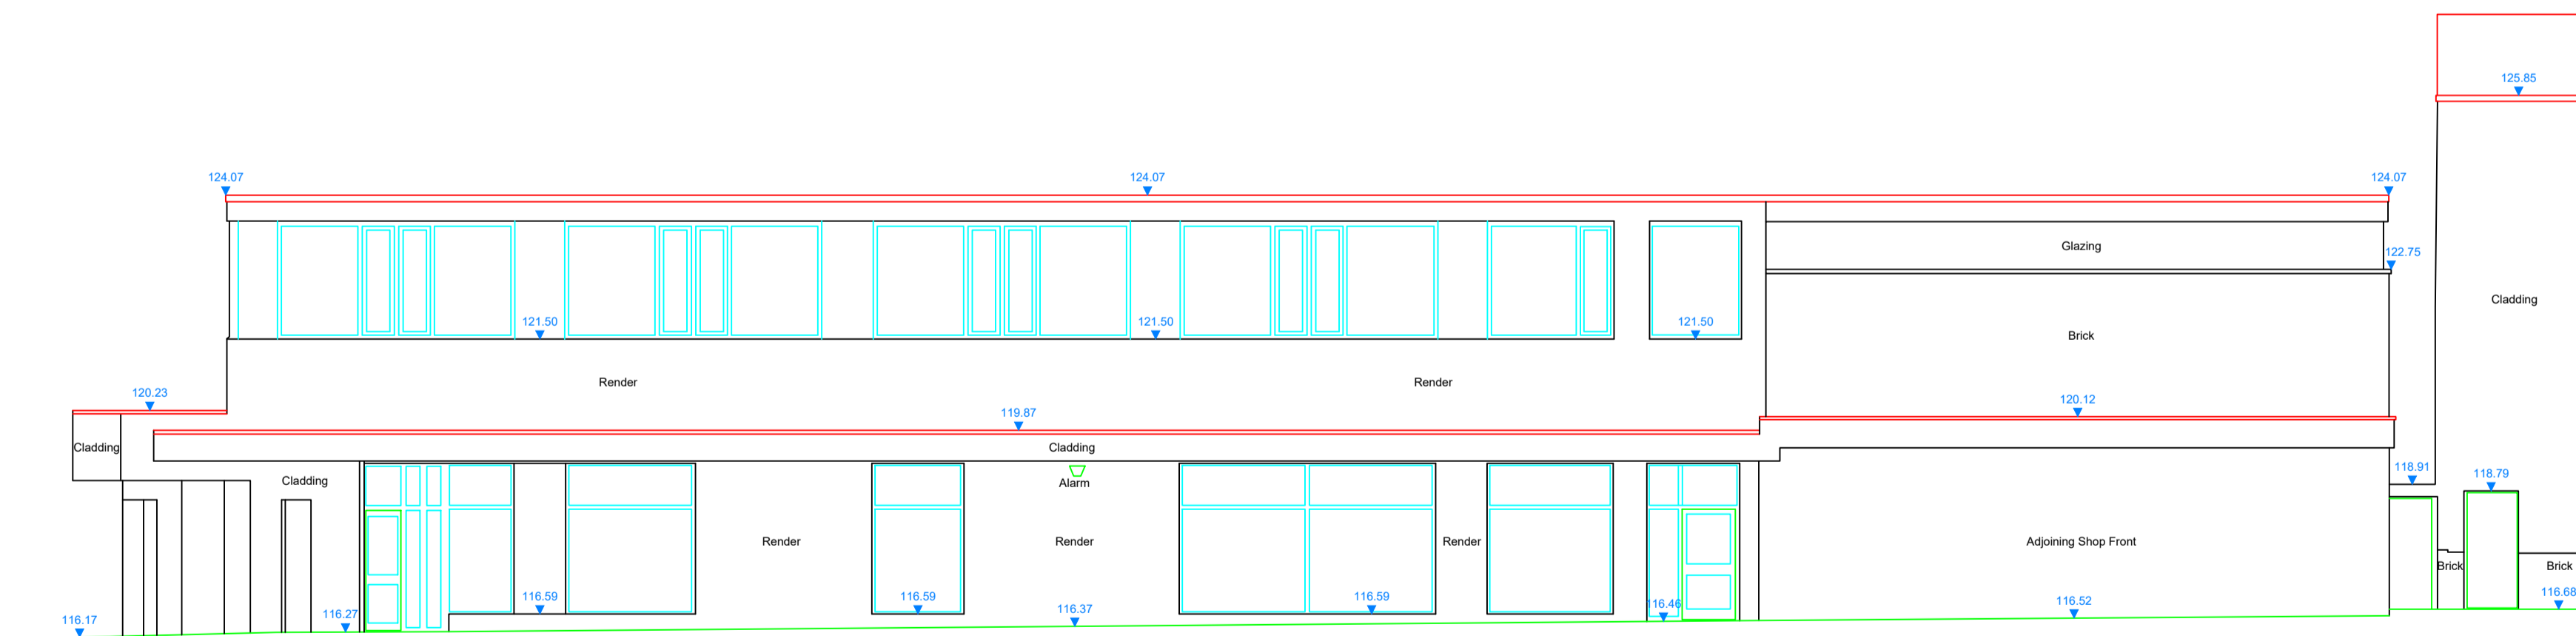 125.85
124.07
124.07
124.07
Glazing
122.75
Cladding
121.50
121.50
121.50
Brick
Render
Render
120.23
120.12
119.87
Cladding
Cladding
118.91
118.79
Cladding
Alarm
Render
Render
Render
Adjoining Shop Front
Brick
Brick
116.59
116.59
116.59
116.68
116.46
116.52
116.37
116.27
116.17